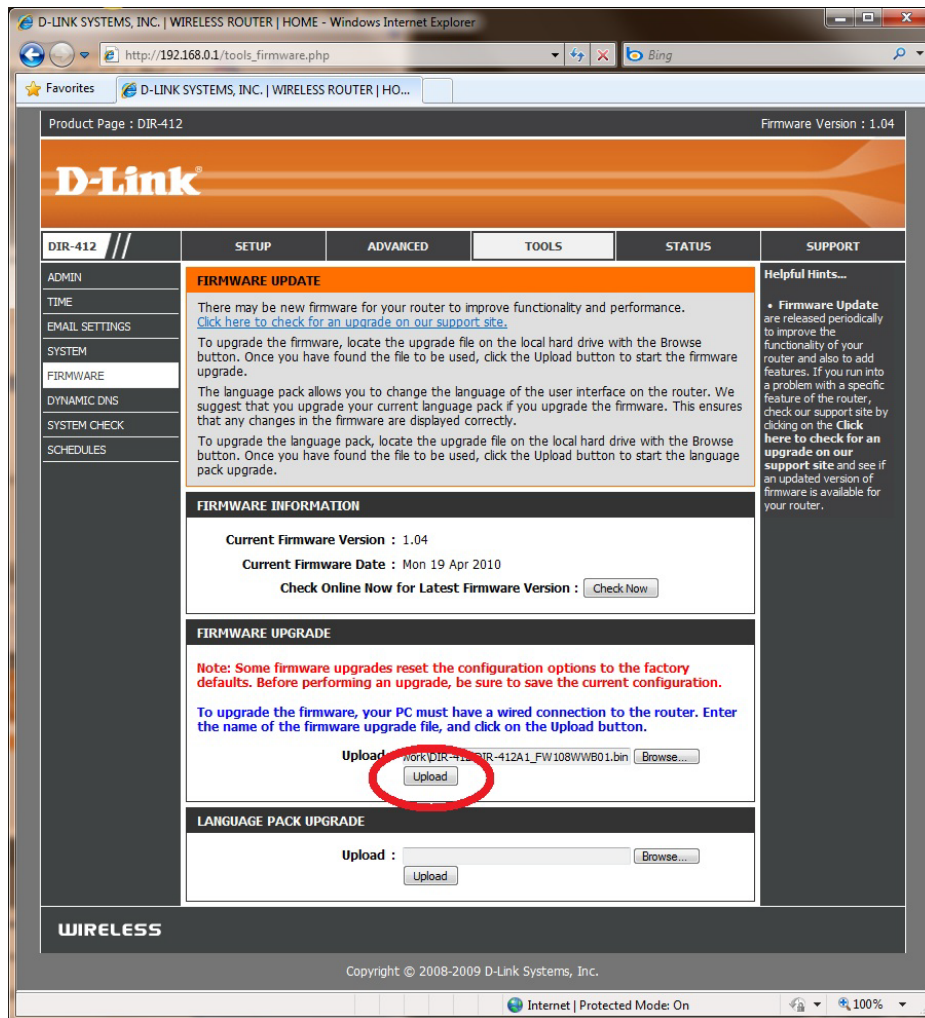 D-LINK SYSTEMS, INC. | WIRELESS ROUTER | HOME - Windows Internet Explorer
http://192.168.0.1/tools_firmware.php
Bing
Favorites
D-LINK SYSTEMS, INC. | WIRELESS ROUTER | HO...
Product Page : DIR-412
Firmware Version : 1.04
D-Link®
DIR-412
SETUP
ADVANCED
TOOLS
STATUS
SUPPORT
ADMIN
TIME
EMAIL SETTINGS
SYSTEM
FIRMWARE
DYNAMIC DNS
SYSTEM CHECK
SCHEDULES
FIRMWARE UPDATE
There may be new firmware for your router to improve functionality and performance.
Click here to check for an upgrade on our support site.
To upgrade the firmware, locate the upgrade file on the local hard drive with the Browse
button. Once you have found the file to be used, click the Upload button to start the firmware
upgrade.
The language pack allows you to change the language of the user interface on the router. We
suggest that you upgrade your current language pack if you upgrade the firmware. This ensures
that any changes in the firmware are displayed correctly.
To upgrade the language pack, locate the upgrade file on the local hard drive with the Browse
button. Once you have found the file to be used, click the Upload button to start the language
pack upgrade.
FIRMWARE INFORMATION
Current Firmware Version : 1.04
Current Firmware Date : Mon 19 Apr 2010
Check Online Now for Latest Firmware Version : Check Now
FIRMWARE UPGRADE
Note: Some firmware upgrades reset the configuration options to the factory
defaults. Before performing an upgrade, be sure to save the current configuration.
To upgrade the firmware, your PC must have a wired connection to the router. Enter
the name of the firmware upgrade file, and click on the Upload button.
Upload : work\DIR-412\DIR-412A1_FW108WWB01.bin Browse...
Upload
LANGUAGE PACK UPGRADE
Upload : Browse...
Upload
Helpful Hints...
• Firmware Update
are released periodically
to improve the
functionality of your
router and also to add
features. If you run into
a problem with a specific
feature of the router,
check our support site by
clicking on the Click
here to check for an
upgrade on our
support site and see if
an updated version of
firmware is available for
your router.
WIRELESS
Copyright © 2008-2009 D-Link Systems, Inc.
Internet | Protected Mode: On
100%